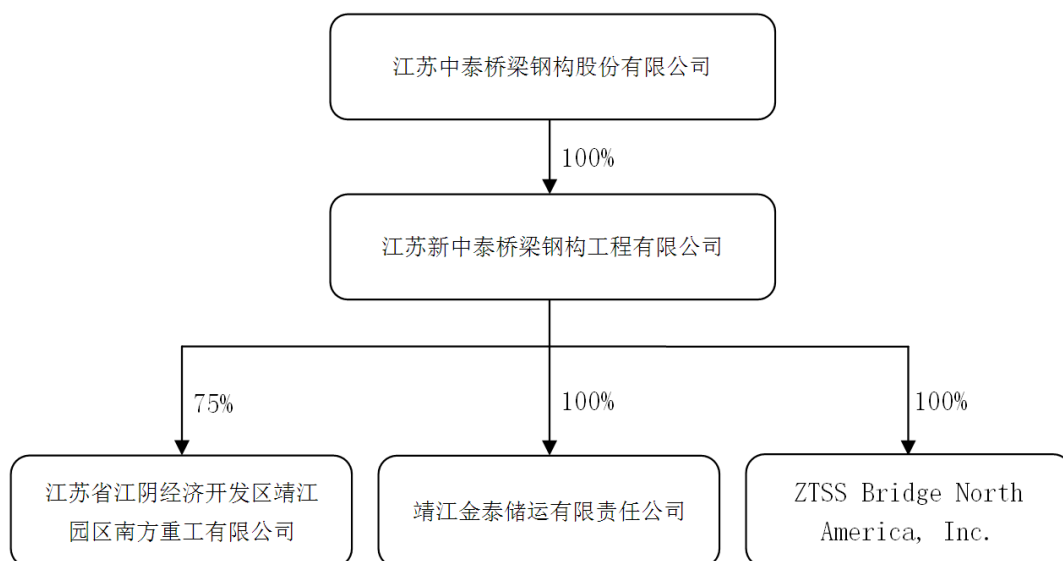 江苏中泰桥梁钢构股份有限公司
100%
江苏新中泰桥梁钢构工程有限公司
75%
100%
100%
江苏省江阴经济开发区靖江
园区南方重工有限公司
靖江金泰储运有限责任公司
ZTSS Bridge North
America, Inc.